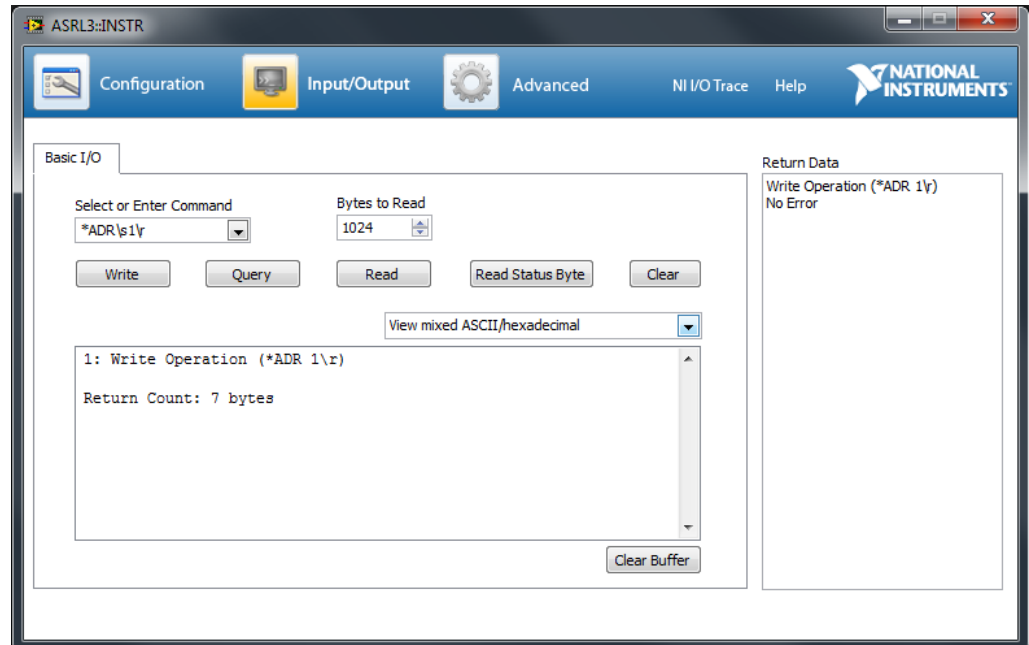 ASRL3::INSTR
Configuration
Input/Output
Advanced
NI I/O Trace
Help
NATIONAL
INSTRUMENTS
Basic I/O
Select or Enter Command
*ADR\s1\r
Bytes to Read
1024
Write
Query
Read
Read Status Byte
Clear
View mixed ASCII/hexadecimal
1: Write Operation (*ADR 1\r)
Return Count: 7 bytes
Clear Buffer
Return Data
Write Operation (*ADR 1\r)
No Error